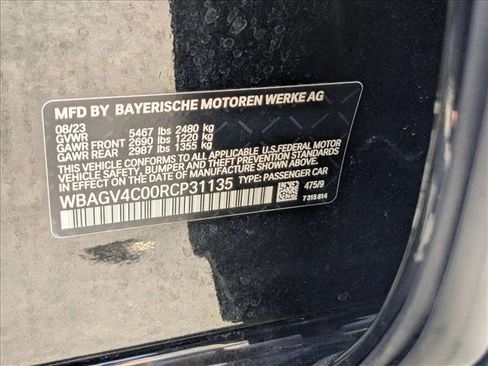 MFD BY BAYERISCHE MOTOREN WERKE AG
08/23
GVWR 5467 lbs 2480 kg
GAWR FRONT 2690 lbs 1220 kg
GAWR REAR 2987 lbs 1355 kg
THIS VEHICLE CONFORMS TO ALL APPLICABLE U.S. FEDERAL MOTOR
VEHICLE SAFETY, BUMPER AND THEFT PREVENTION STANDARDS
IN EFFECT ON THE DATE OF MANUFACTURE SHOWN ABOVE.
WBAGV4C00RCP31135 TYPE: PASSENGER CAR
475/9
7 315 814